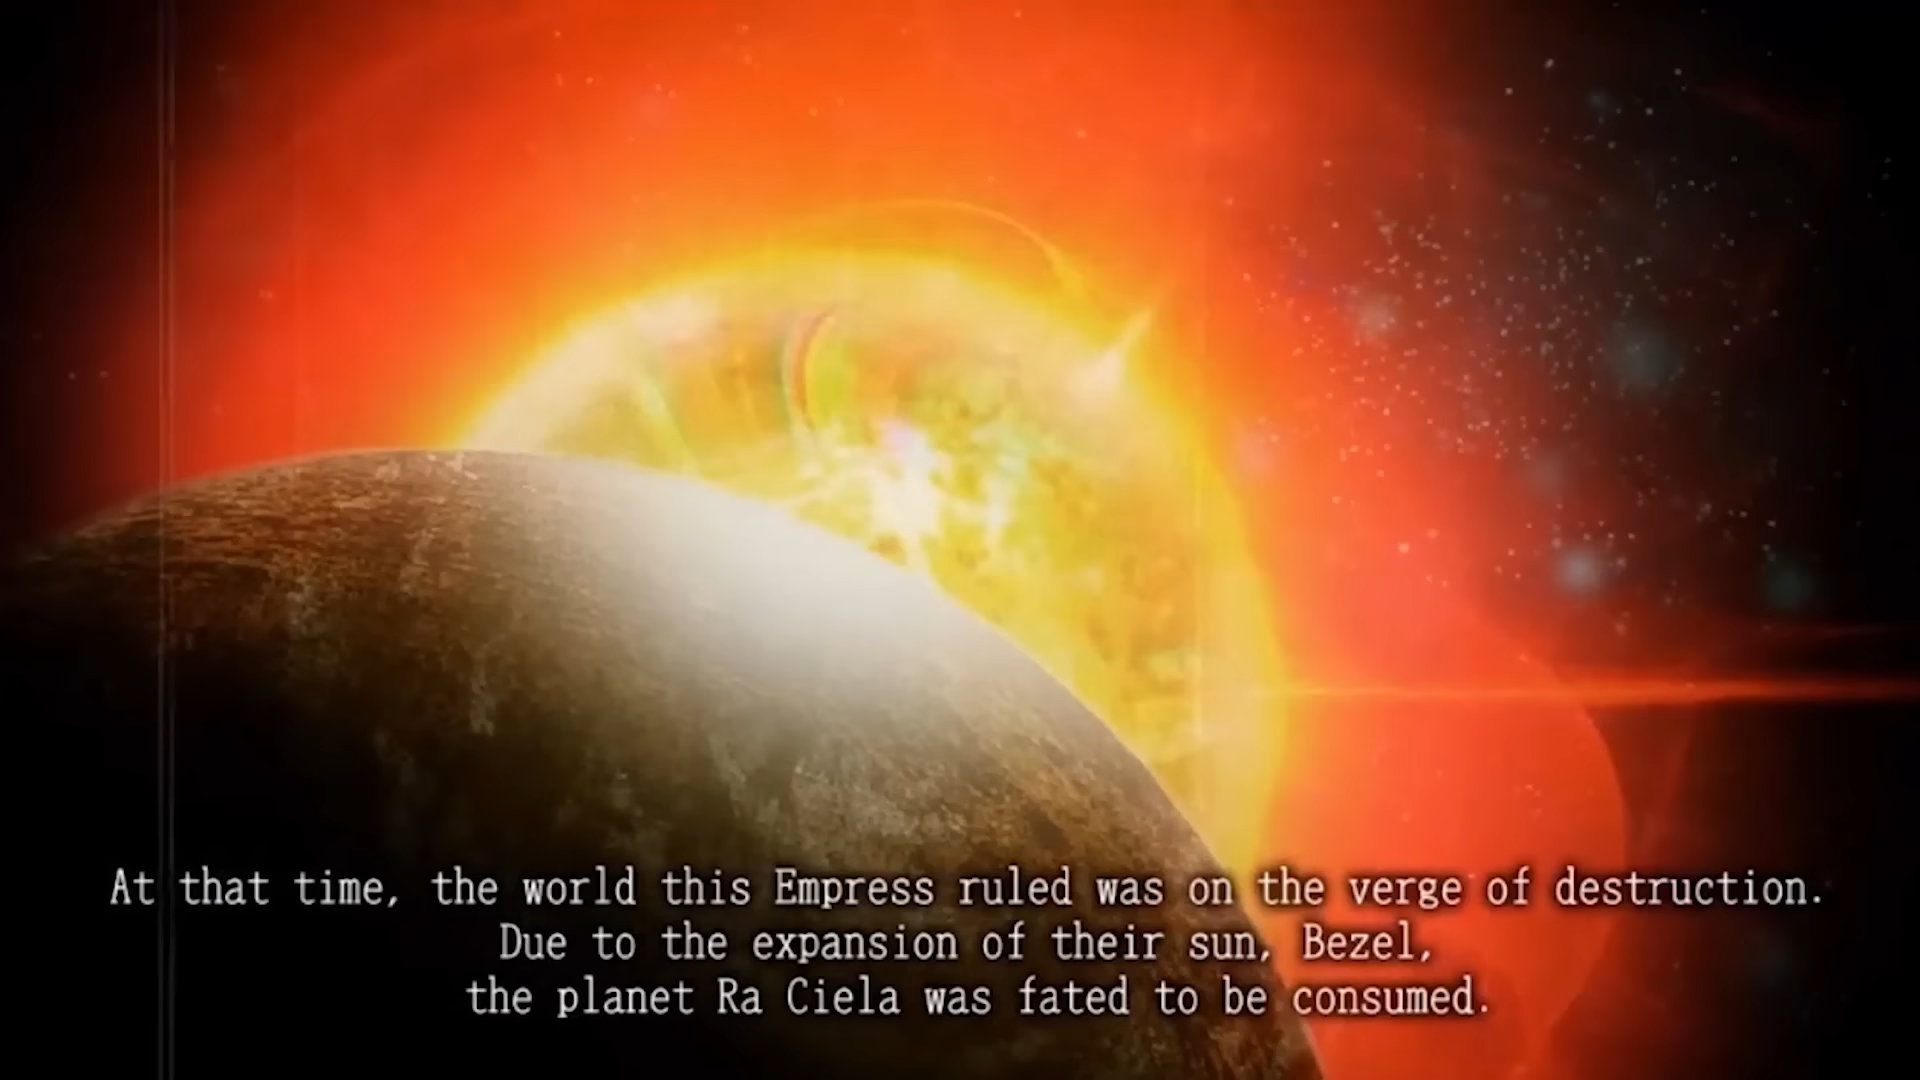 At that time, the world this Empress ruled was on the verge of destruction.
Due to the expansion of their sun, Bezel,
the planet Ra Ciela was fated to be consumed.